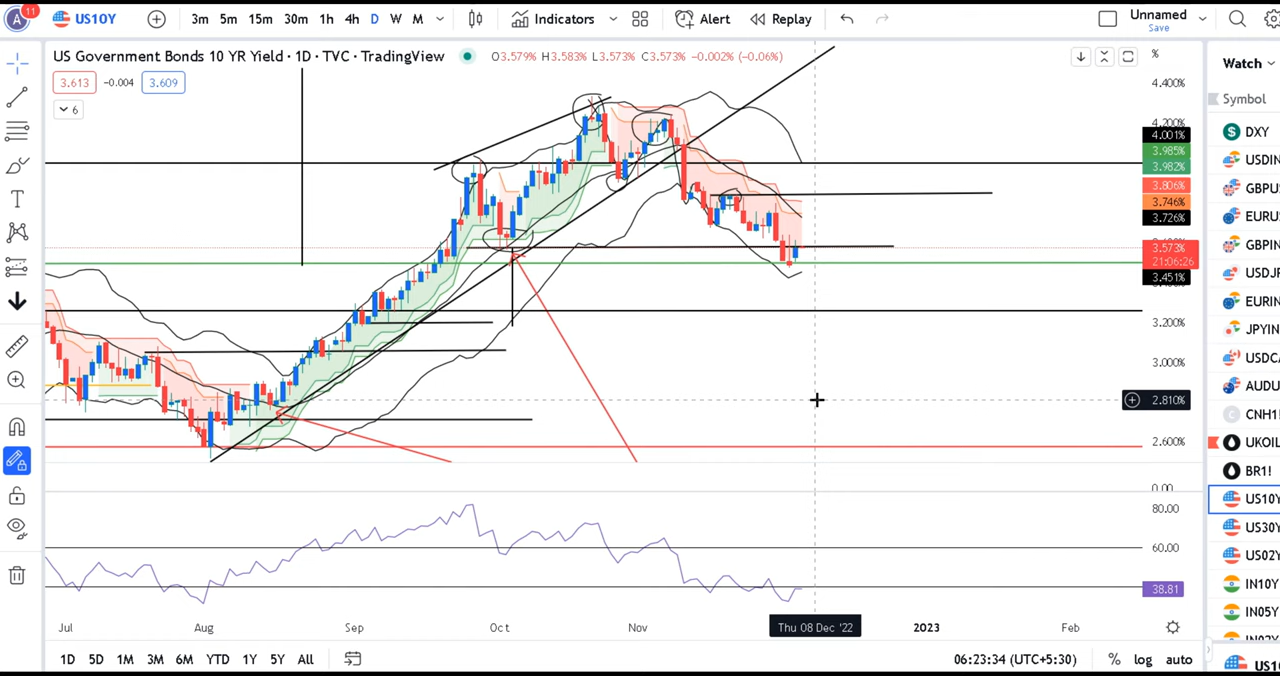 A 11 US10Y 3m 5m 15m 30m 1h 4h D W M Indicators Alert Replay Unnamed Save
US Government Bonds 10 YR Yield · 1D · TVC · TradingView O3.579% H3.583% L3.573% C3.573% -0.002% (-0.06%) %
3.613 -0.004 3.609
6
4.400%
4.200%
4.001%
3.985%
3.982%
3.806%
3.746%
3.726%
3.573%
21:06:26
3.451%
3.200%
3.000%
2.810%
2.600%
0.00
80.00
60.00
38.81
Jul Aug Sep Oct Nov Thu 08 Dec '22 2023 Feb
1D 5D 1M 3M 6M YTD 1Y 5Y All 06:23:34 (UTC+5:30) % log auto
Watch
Symbol
DXY
USDIN
GBPUS
EURUS
GBPIN
USDJP
EURIN
JPYIN
USDCA
AUDU
CNH1!
UKOIL
BR1!
US10Y
US30Y
US02Y
IN10Y
IN05Y
US10